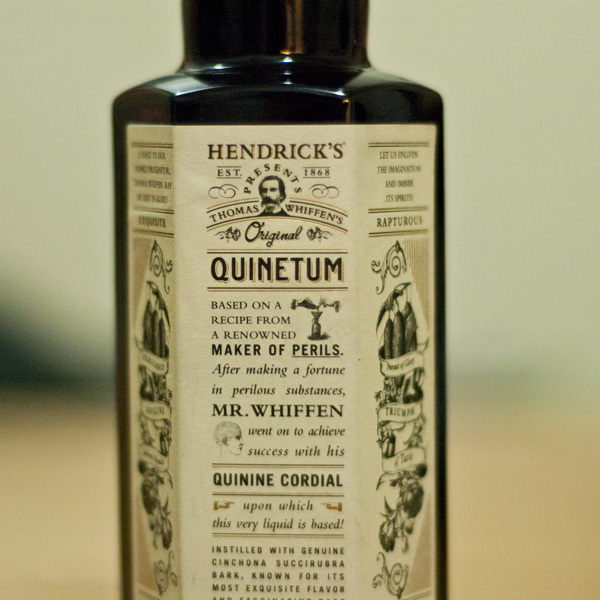 HENDRICK'S
EST. 1868
PRESENTS
THOMAS WHIFFEN'S
Original
QUINETUM
BASED ON A
RECIPE FROM
A RENOWNED
MAKER OF PERILS.
After making a fortune
in perilous substances,
MR. WHIFFEN
went on to achieve
success with his
QUININE CORDIAL
upon which
this very liquid is based!
INSTILLED WITH GENUINE
CINCHONA SUCCIRUBRA
BARK, KNOWN FOR ITS
MOST EXQUISITE FLAVOR
EXQUISITE
LET US ENLIVEN
THE IMAGINATION
AND IMBIBE
ITS SPIRITS!
RAPTUROUS
TRIUMPH
of Taste